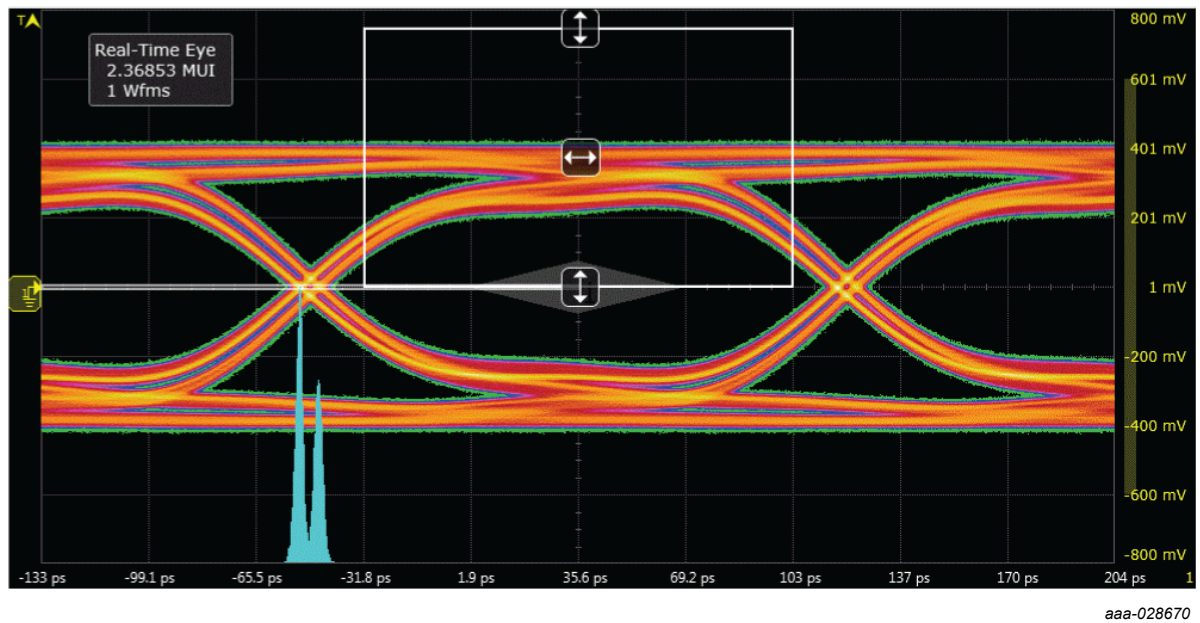 T
800 mV
Real-Time Eye
2.36853 MUI
1 Wfms
601 mV
401 mV
201 mV
1
1 mV
-200 mV
-400 mV
-600 mV
-800 mV
-133 ps
-99.1 ps
-65.5 ps
-31.8 ps
1.9 ps
35.6 ps
69.2 ps
103 ps
137 ps
170 ps
204 ps
1
aaa-028670